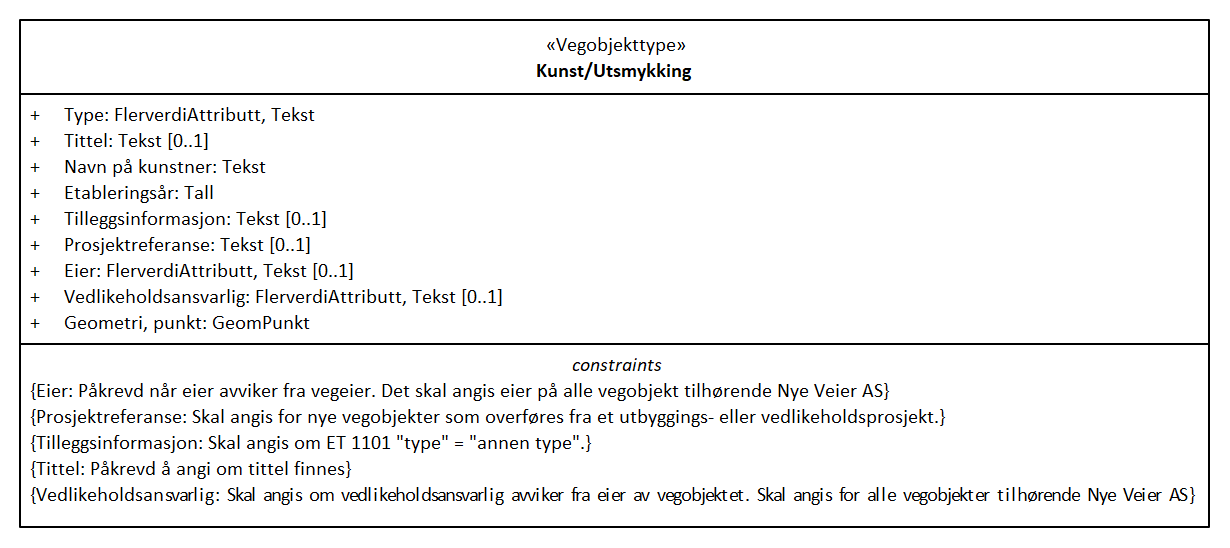 «Vegobjekttype»
Kunst/Utsmykking
+ Type: FlerverdiAttributt, Tekst
+ Tittel: Tekst [0..1]
+ Navn på kunstner: Tekst
+ Etableringsår: Tall
+ Tilleggsinformasjon: Tekst [0..1]
+ Prosjektreferanse: Tekst [0..1]
+ Eier: FlerverdiAttributt, Tekst [0..1]
+ Vedlikeholdsansvarlig: FlerverdiAttributt, Tekst [0..1]
+ Geometri, punkt: GeomPunkt
constraints
{Eier: Påkrevd når eier avviker fra vegeier. Det skal angis eier på alle vegobjekt tilhørende Nye Veier AS}
{Prosjektreferanse: Skal angis for nye vegobjekter som overføres fra et utbyggings- eller vedlikeholdsprosjekt.}
{Tilleggsinformasjon: Skal angis om ET 1101 "type" = "annen type".}
{Tittel: Påkrevd å angi om tittel finnes}
{Vedlikeholdsansvarlig: Skal angis om vedlikeholdsansvarlig avviker fra eier av vegobjektet. Skal angis for alle vegobjekter tilhørende Nye Veier AS}